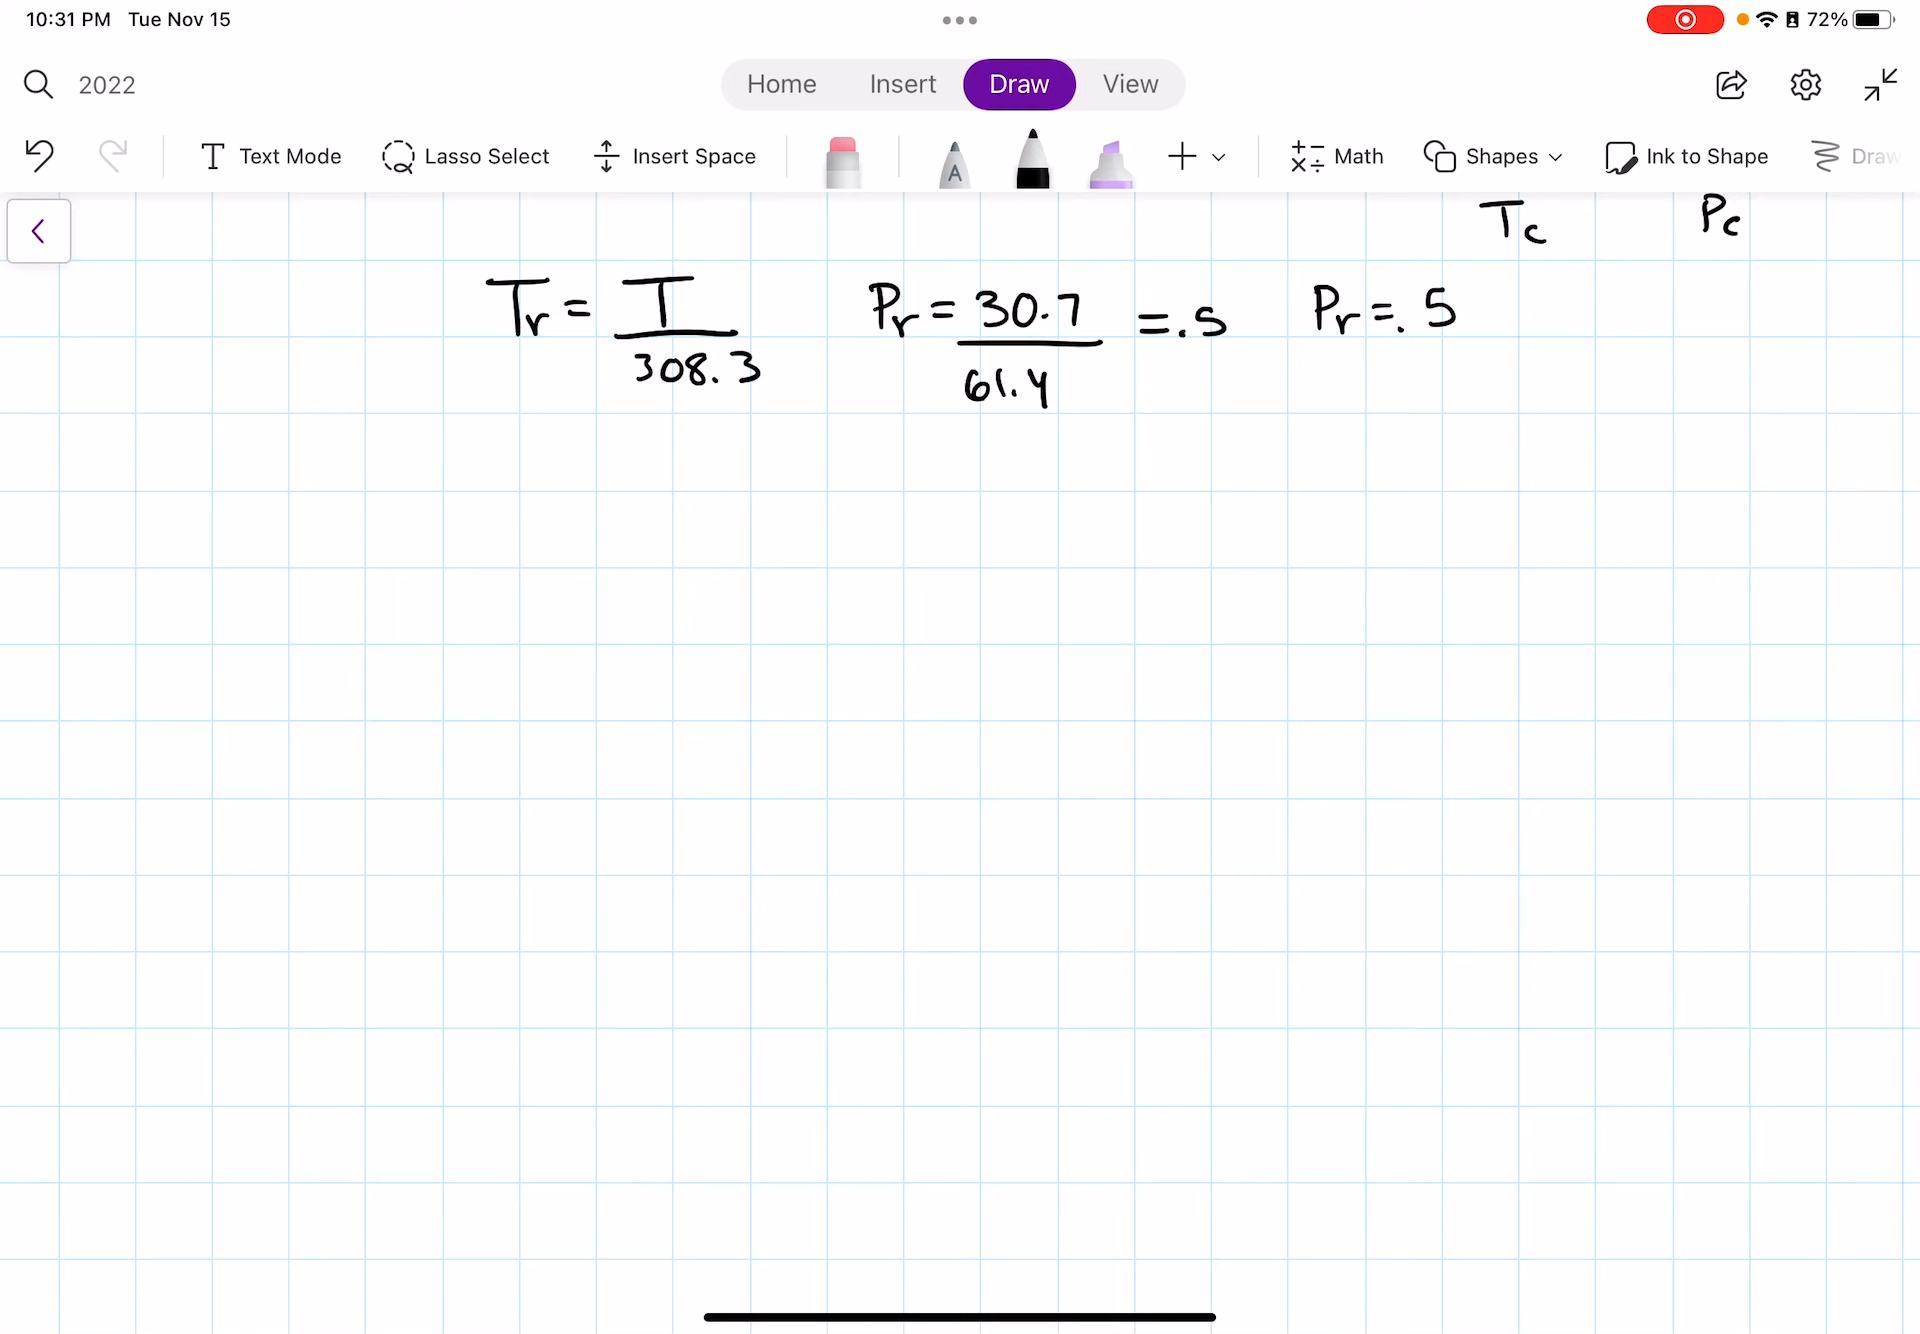 10:31 PM Tue Nov 15 72%
2022 Home Insert Draw View
Text Mode Lasso Select Insert Space A Math Shapes Ink to Shape Draw
Tc Pc
Tr = T Pr = 30.7 = .5 Pr = .5
308.3 61.4